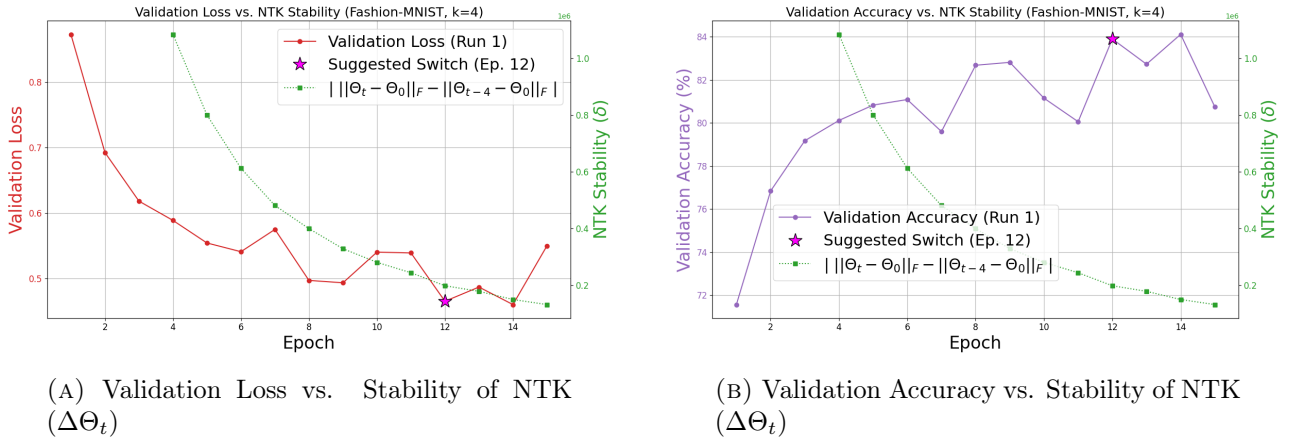 Validation Loss vs. NTK Stability (Fashion-MNIST, k=4)
1e6
Validation Loss
0.8
0.7
0.6
0.5
Validation Loss (Run 1)
Suggested Switch (Ep. 12)
| ||Θ_t − Θ_0||_F − ||Θ_{t−4} − Θ_0||_F |
1.0
0.8
0.6
0.4
0.2
NTK Stability (δ)
2 4 6 8 10 12 14
Epoch
(A) Validation Loss vs. Stability of NTK
(ΔΘ_t)
Validation Accuracy vs. NTK Stability (Fashion-MNIST, k=4)
1e6
Validation Accuracy (%)
84
82
80
78
76
74
72
Validation Accuracy (Run 1)
Suggested Switch (Ep. 12)
| ||Θ_t − Θ_0||_F − ||Θ_{t−4} − Θ_0||_F |
1.0
0.8
0.6
0.4
0.2
NTK Stability (δ)
2 4 6 8 10 12 14
Epoch
(B) Validation Accuracy vs. Stability of NTK
(ΔΘ_t)